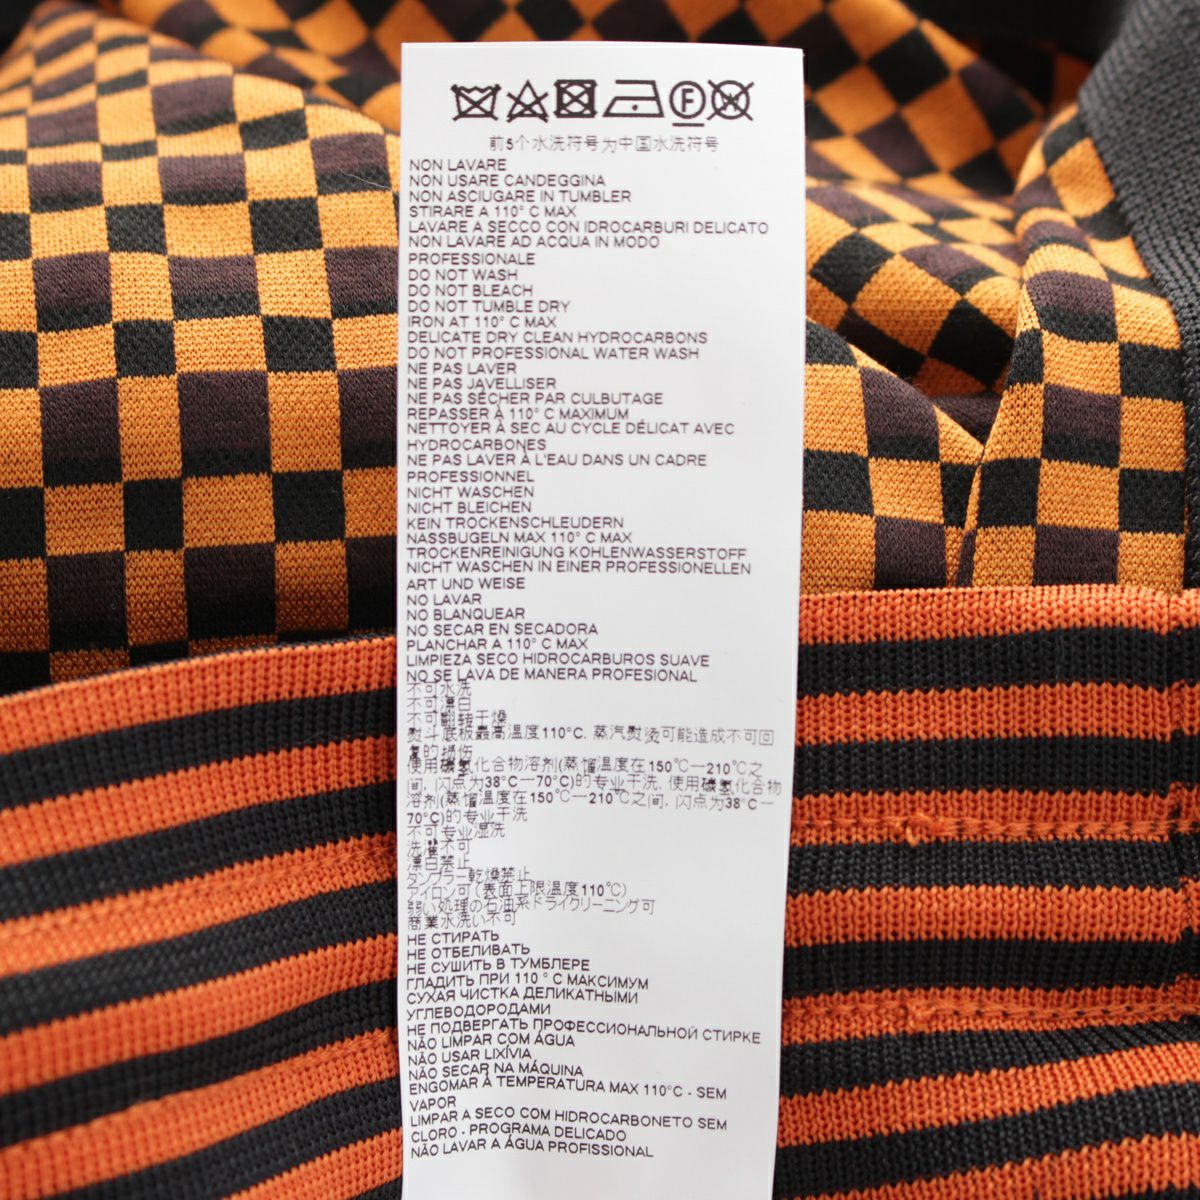 前5个水洗符号为中国水洗符号
NON LAVARE
NON USARE CANDEGGINA
NON ASCIUGARE IN TUMBLER
STIRARE A 110° C MAX
LAVARE A SECCO CON IDROCARBURI DELICATO
NON LAVARE AD ACQUA IN MODO
PROFESSIONALE
DO NOT WASH
DO NOT BLEACH
DO NOT TUMBLE DRY
IRON AT 110° C MAX
DELICATE DRY CLEAN HYDROCARBONS
DO NOT PROFESSIONAL WATER WASH
NE PAS LAVER
NE PAS JAVELLISER
NE PAS SÉCHER PAR CULBUTAGE
REPASSER À 110° C MAXIMUM
NETTOYER À SEC AU CYCLE DÉLICAT AVEC
HYDROCARBONES
NE PAS LAVER À L'EAU DANS UN CADRE
PROFESSIONNEL
NICHT WASCHEN
NICHT BLEICHEN
KEIN TROCKENSCHLEUDERN
NASSBUGELN MAX 110° C MAX
TROCKENREINIGUNG KOHLENWASSERSTOFF
NICHT WASCHEN IN EINER PROFESSIONELLEN
ART UND WEISE
NO LAVAR
NO BLANQUEAR
NO SECAR EN SECADORA
PLANCHAR A 110° C MAX
LIMPIEZA SECO HIDROCARBUROS SUAVE
NO SE LAVA DE MANERA PROFESIONAL
不可水洗
不可漂白
不可翻转干燥
熨斗底板最高温度110°C. 蒸汽熨烫可能造成不可回
复的损伤
使用碳氢化合物溶剂(蒸馏温度在150℃—210℃之
间, 闪点为38°C—70°C)的专业干洗. 使用碳氢化合物
溶剂(蒸馏温度在150℃—210℃之间, 闪点为38°C—
70°C)的专业干洗
不可专业湿洗
洗濯不可
漂白禁止
タンブラー乾燥禁止
アイロン可(表面上限温度110℃)
弱い処理の石油系ドライクリーニング可
商業水洗い不可
НЕ СТИРАТЬ
НЕ ОТБЕЛИВАТЬ
НЕ СУШИТЬ В ТУМБЛЕРЕ
ГЛАДИТЬ ПРИ 110 ° C МАКСИМУМ
СУХАЯ ЧИСТКА ДЕЛИКАТНЫМИ
УГЛЕВОДОРОДАМИ
НЕ ПОДВЕРГАТЬ ПРОФЕССИОНАЛЬНОЙ СТИРКЕ
NÃO LIMPAR COM ÁGUA
NÃO USAR LIXÍVIA
NÃO SECAR NA MÁQUINA
ENGOMAR À TEMPERATURA MAX 110°C - SEM
VAPOR
LIMPAR A SECO COM HIDROCARBONETO SEM
CLORO - PROGRAMA DELICADO
NÃO LAVAR A ÁGUA PROFISSIONAL